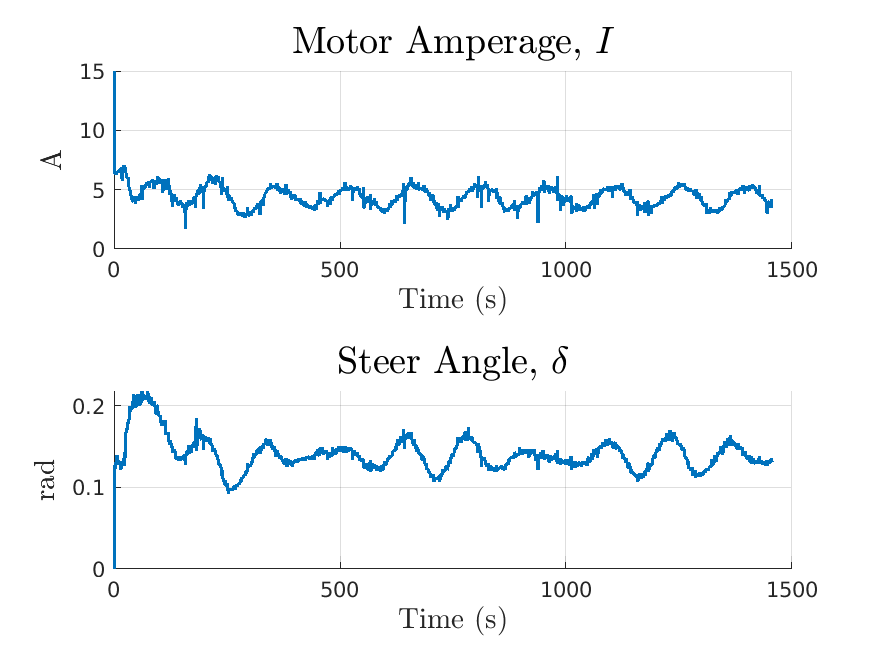 Motor Amperage, I
15
10
5
0
A
0 500 1000 1500
Time (s)
Steer Angle, δ
0.2
0.1
0
rad
0 500 1000 1500
Time (s)